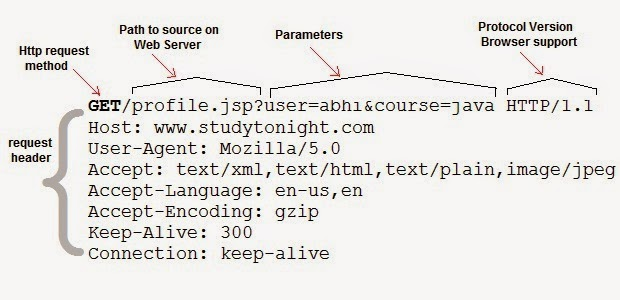 Path to source on
Web Server
Parameters
Protocol Version
Browser support
Http request
method
GET/profile.jsp?user=abhi&course=java HTTP/1.1
request
header
Host: www.studytonight.com
User-Agent: Mozilla/5.0
Accept: text/xml,text/html,text/plain,image/jpeg
Accept-Language: en-us,en
Accept-Encoding: gzip
Keep-Alive: 300
Connection: keep-alive